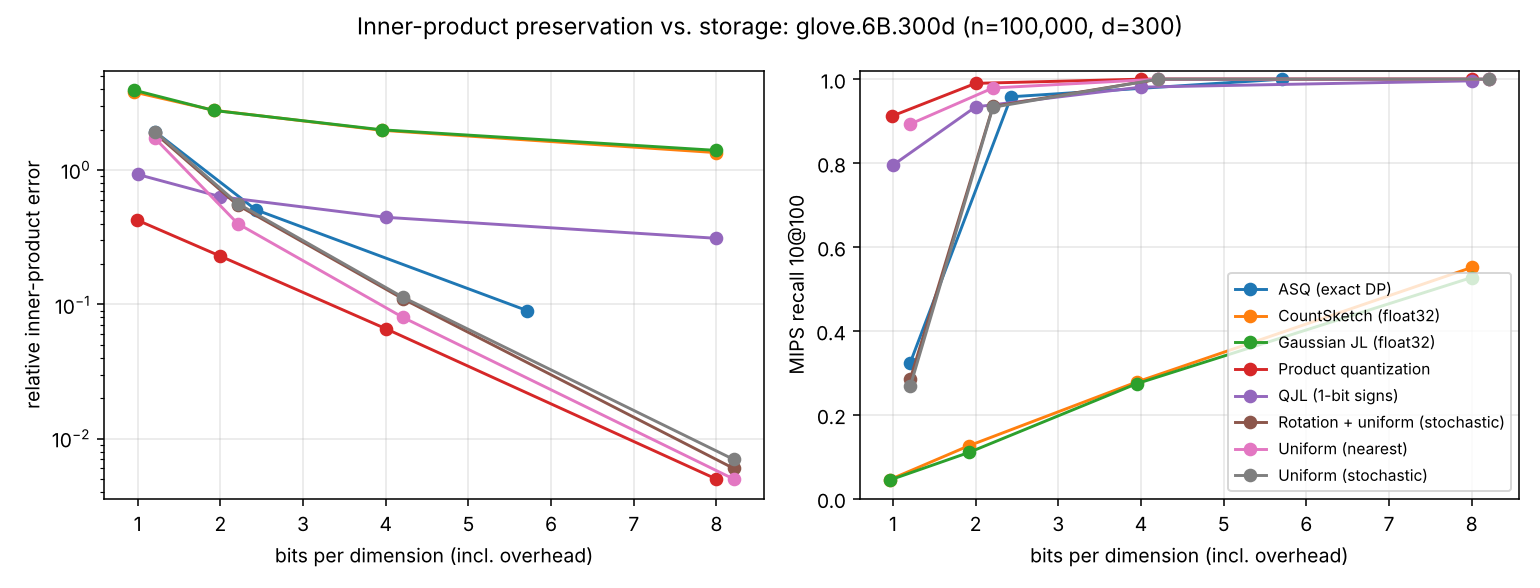 Inner-product preservation vs. storage: glove.6B.300d (n=100,000, d=300)
relative inner-product error
10⁰
10⁻¹
10⁻²
1 2 3 4 5 6 7 8
bits per dimension (incl. overhead)
MIPS recall 10@100
1.0
0.8
0.6
0.4
0.2
0.0
1 2 3 4 5 6 7 8
bits per dimension (incl. overhead)
ASQ (exact DP)
CountSketch (float32)
Gaussian JL (float32)
Product quantization
QJL (1-bit signs)
Rotation + uniform (stochastic)
Uniform (nearest)
Uniform (stochastic)